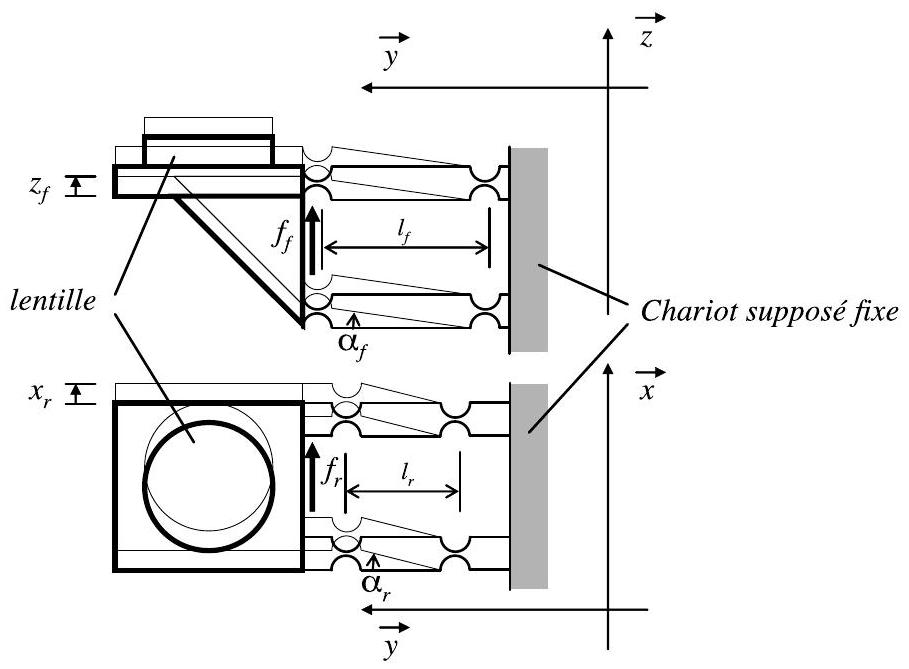 y
z
z_f
f_f
l_f
lentille
Chariot supposé fixe
α_f
x_r
x
f_r
l_r
α_r
y